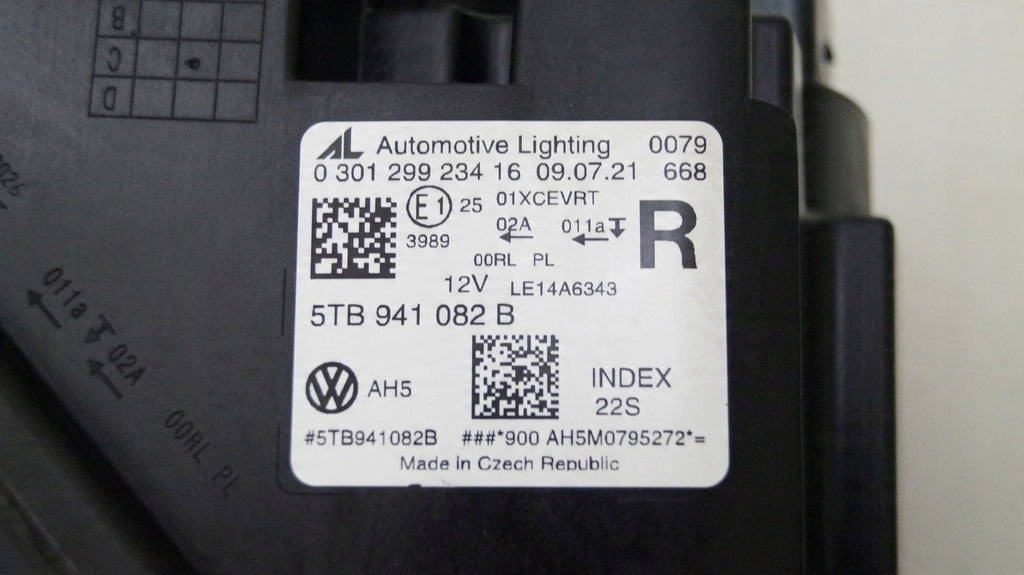 B
C
D
AL Automotive Lighting 0079
0 301 299 234 16 09.07.21 668
E1 25 01XCEVRT
02A 011a R
3989
00RL PL
12V LE14A6343
5TB 941 082 B
VW AH5 INDEX
22S
#5TB941082B ###*900 AH5M0795272*=
Made in Czech Republic
011a 02A
00RL PL